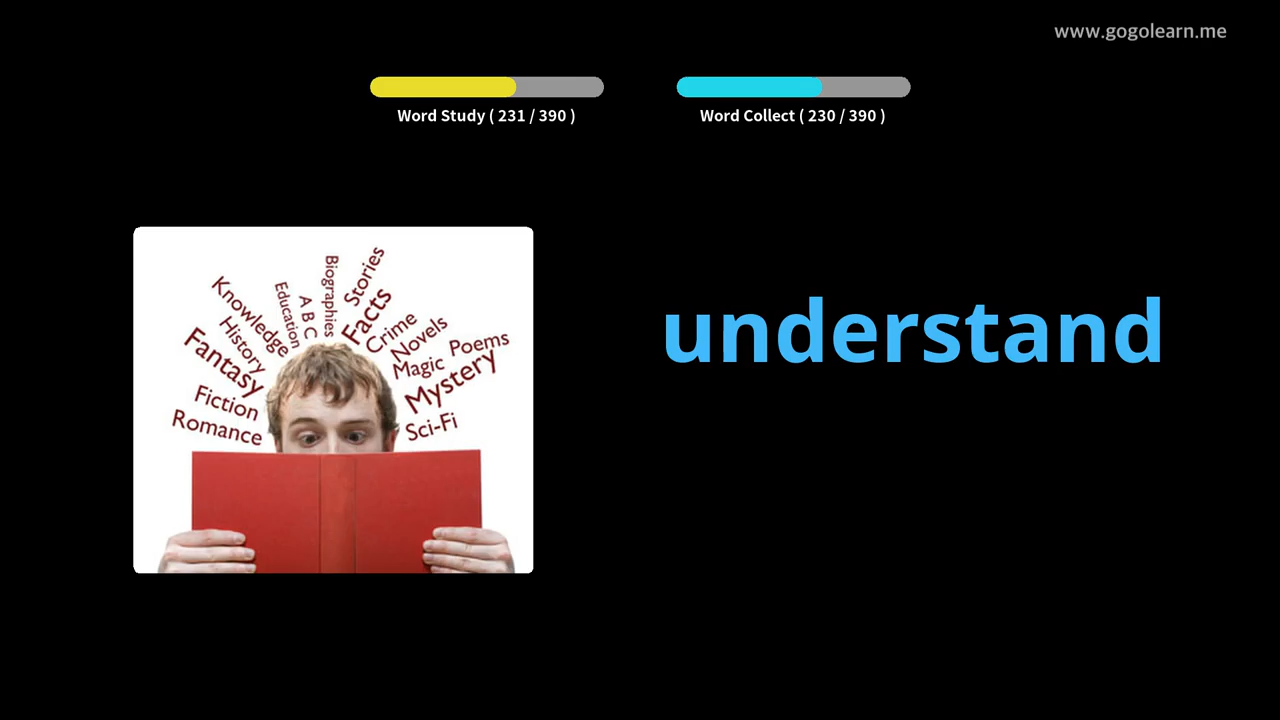 www.gogolearn.me
Word Study ( 231 / 390 )
Word Collect ( 230 / 390 )
understand
Biographies
Stories
Education
A B C
Facts
Knowledge
Crime
History
Novels
Fantasy
Magic
Poems
Mystery
Fiction
Romance
Sci-Fi